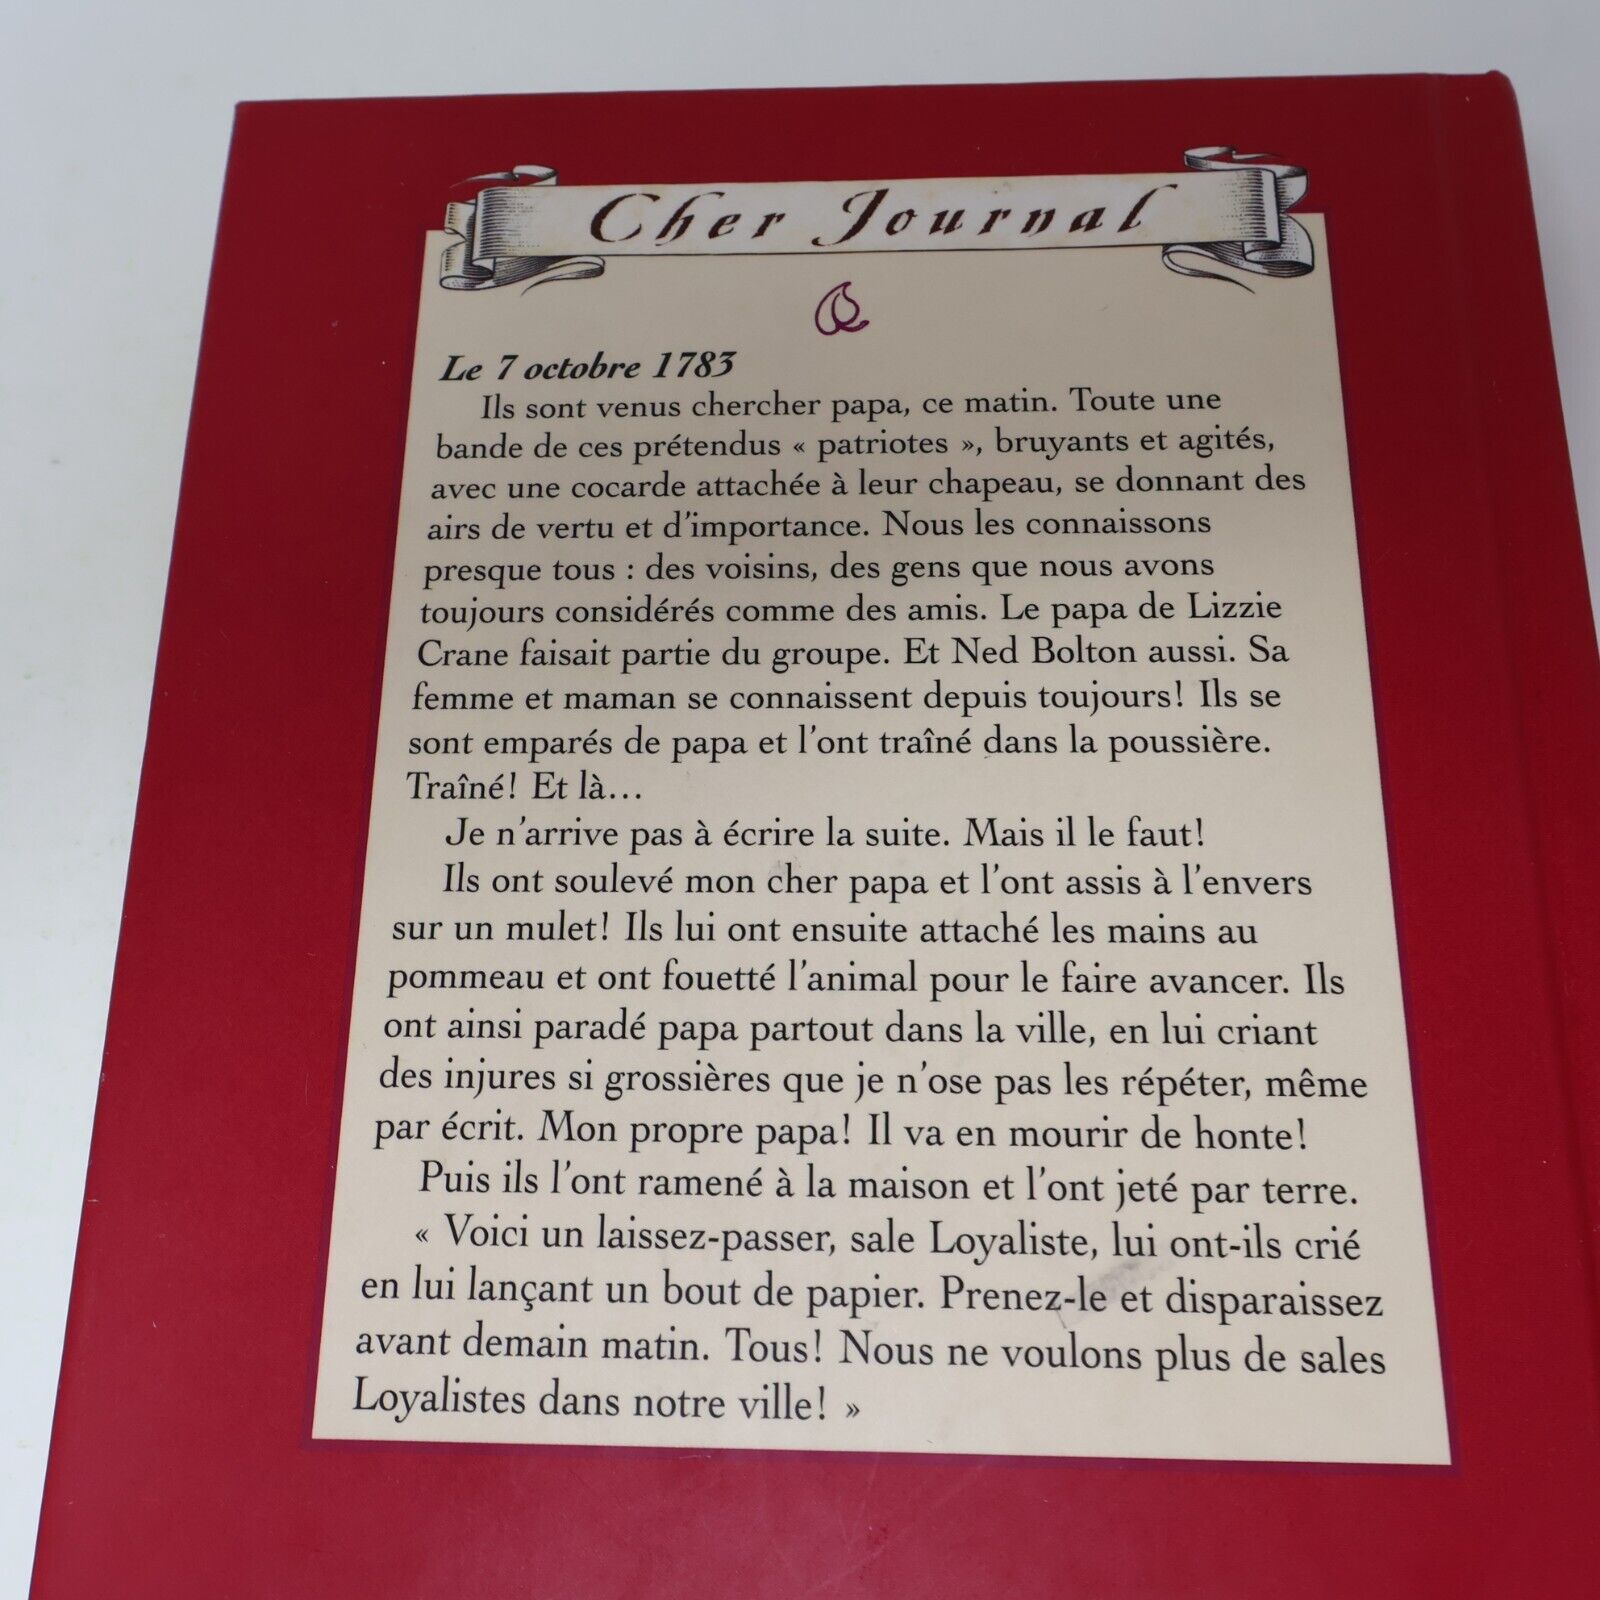 Cher Journal
Le 7 octobre 1783
Ils sont venus chercher papa, ce matin. Toute une
bande de ces prétendus « patriotes », bruyants et agités,
avec une cocarde attachée à leur chapeau, se donnant des
airs de vertu et d'importance. Nous les connaissons
presque tous : des voisins, des gens que nous avons
toujours considérés comme des amis. Le papa de Lizzie
Crane faisait partie du groupe. Et Ned Bolton aussi. Sa
femme et maman se connaissent depuis toujours! Ils se
sont emparés de papa et l'ont traîné dans la poussière.
Traîné! Et là...
Je n'arrive pas à écrire la suite. Mais il le faut!
Ils ont soulevé mon cher papa et l'ont assis à l'envers
sur un mulet! Ils lui ont ensuite attaché les mains au
pommeau et ont fouetté l'animal pour le faire avancer. Ils
ont ainsi paradé papa partout dans la ville, en lui criant
des injures si grossières que je n'ose pas les répéter, même
par écrit. Mon propre papa! Il va en mourir de honte!
Puis ils l'ont ramené à la maison et l'ont jeté par terre.
« Voici un laissez-passer, sale Loyaliste, lui ont-ils crié
en lui lançant un bout de papier. Prenez-le et disparaissez
avant demain matin. Tous! Nous ne voulons plus de sales
Loyalistes dans notre ville! »